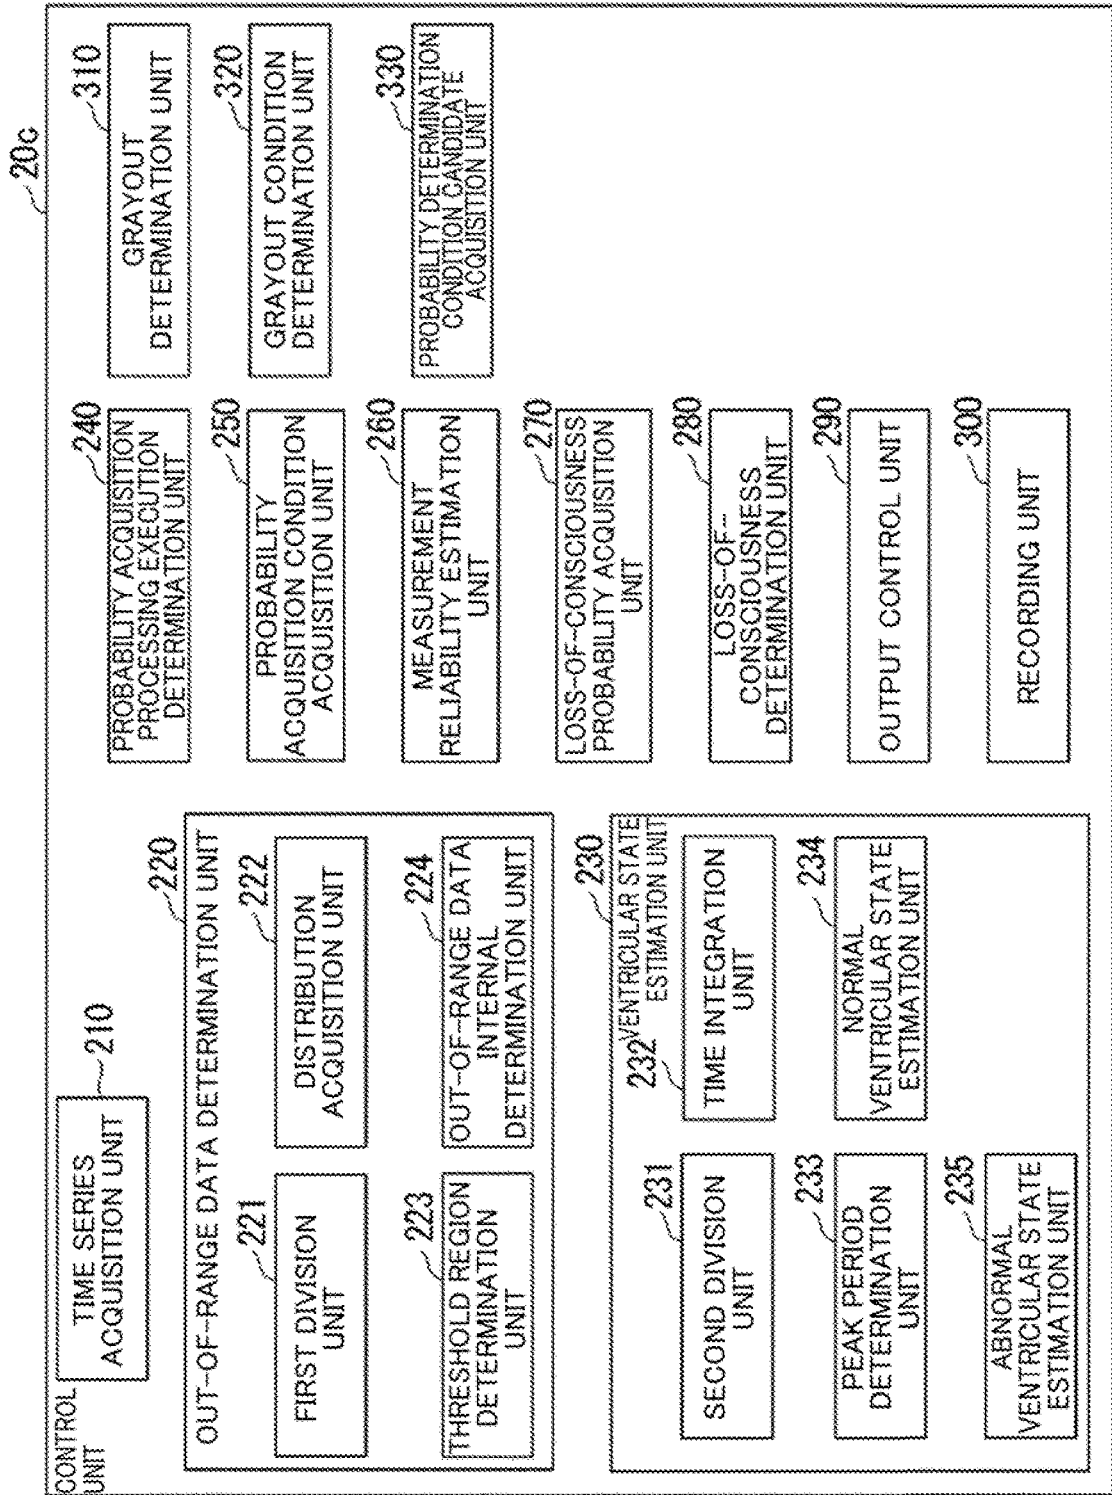 20c
CONTROL
UNIT
210
TIME SERIES
ACQUISITION UNIT
220
OUT-OF-RANGE DATA DETERMINATION UNIT
221
FIRST DIVISION
UNIT
222
DISTRIBUTION
ACQUISITION UNIT
223
THRESHOLD REGION
DETERMINATION
UNIT
224
OUT-OF-RANGE DATA
INTERNAL
DETERMINATION UNIT
230
VENTRICULAR STATE
ESTIMATION UNIT
231
SECOND DIVISION
UNIT
232
TIME INTEGRATION
UNIT
233
PEAK PERIOD
DETERMINATION
UNIT
234
NORMAL
VENTRICULAR STATE
ESTIMATION UNIT
235
ABNORMAL
VENTRICULAR STATE
ESTIMATION UNIT
240
PROBABILITY ACQUISITION
PROCESSING EXECUTION
DETERMINATION UNIT
250
PROBABILITY
ACQUISITION CONDITION
ACQUISITION UNIT
260
MEASUREMENT
RELIABILITY ESTIMATION
UNIT
270
LOSS-OF-CONSCIOUSNESS
PROBABILITY ACQUISITION
UNIT
280
LOSS-OF-
CONSCIOUSNESS
DETERMINATION UNIT
290
OUTPUT CONTROL UNIT
300
RECORDING UNIT
310
GRAYOUT
DETERMINATION UNIT
320
GRAYOUT CONDITION
DETERMINATION UNIT
330
PROBABILITY DETERMINATION
CONDITION CANDIDATE
ACQUISITION UNIT